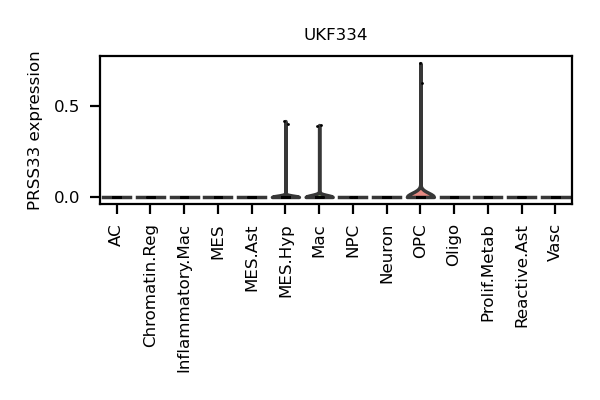 UKF334
PRSS33 expression
0.5
0.0
AC
Chromatin.Reg
Inflammatory.Mac
MES
MES.Ast
MES.Hyp
Mac
NPC
Neuron
OPC
Oligo
Prolif.Metab
Reactive.Ast
Vasc